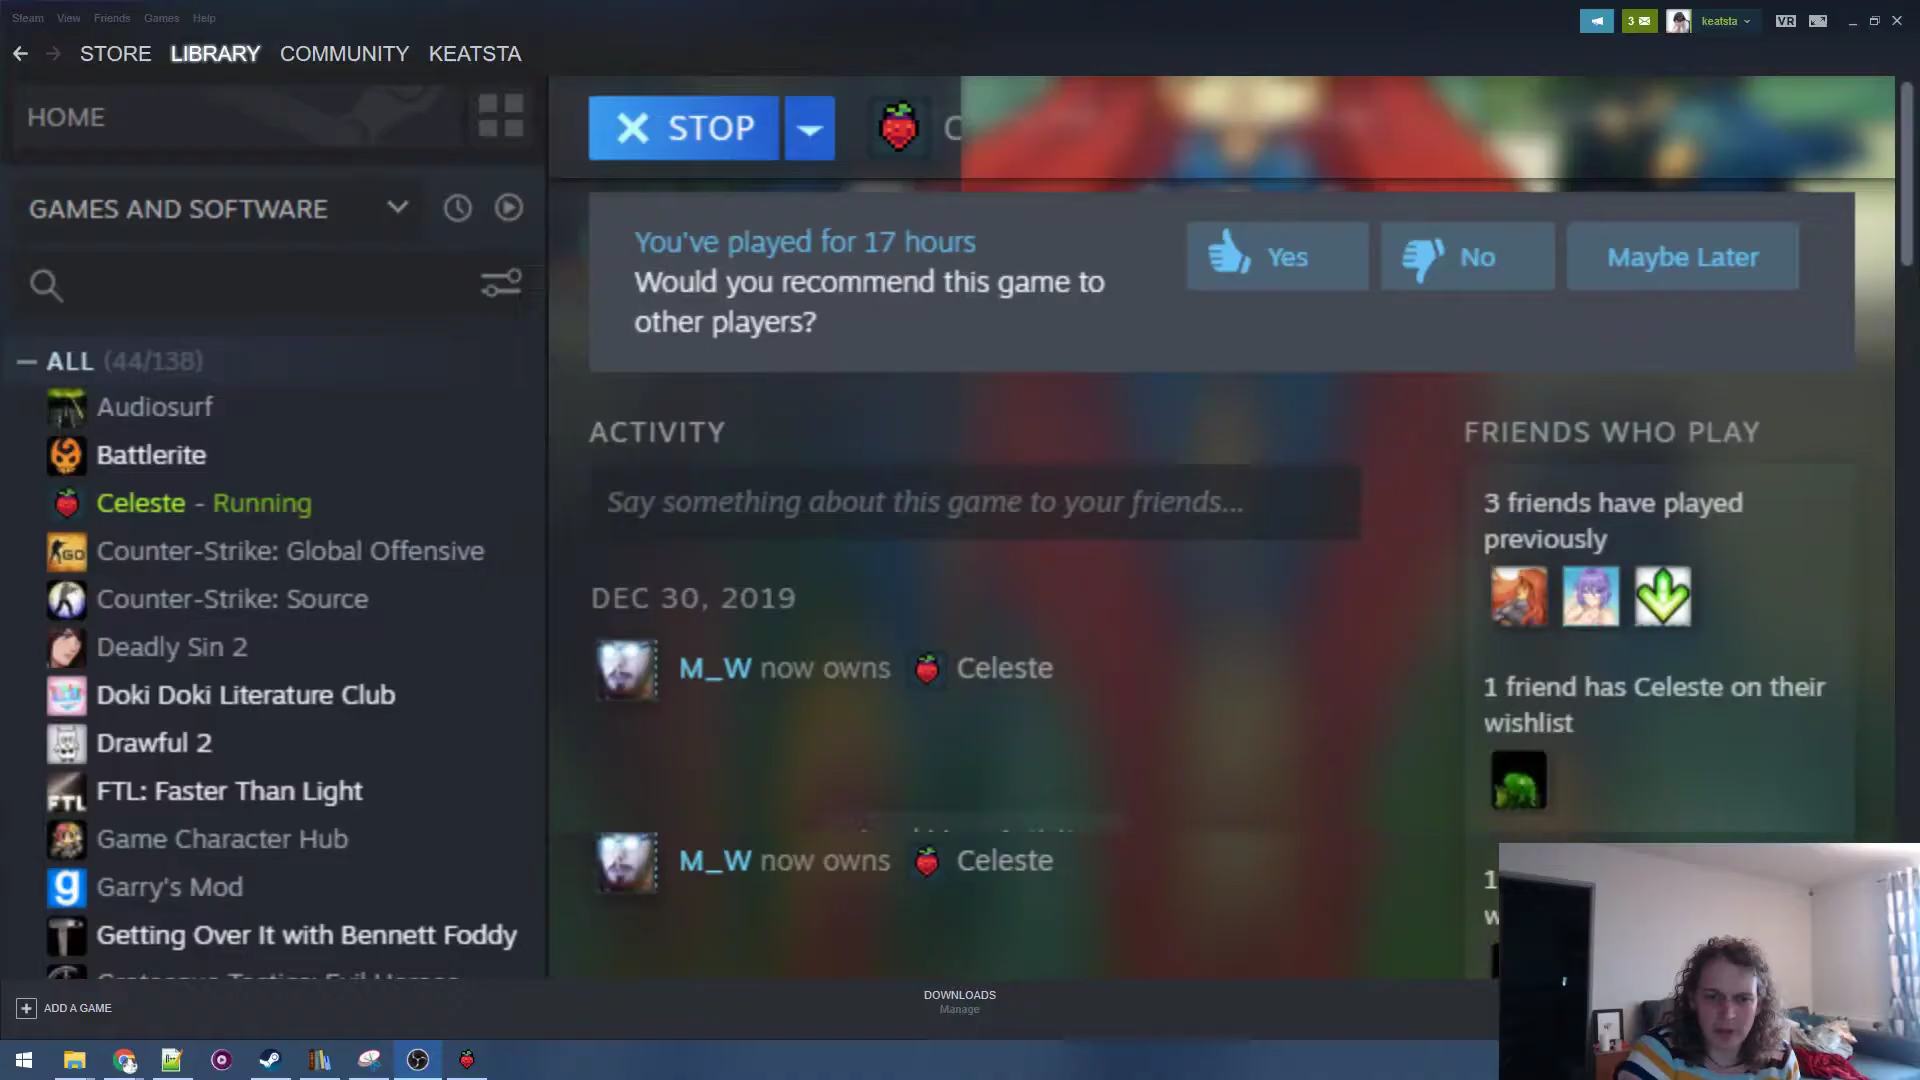 Steam View Friends Games Help
3
keatsta
VR
STORE LIBRARY COMMUNITY KEATSTA
HOME
STOP
C
GAMES AND SOFTWARE
You've played for 17 hours
Would you recommend this game to
other players?
Yes
No
Maybe Later
ALL (44/138)
Audiosurf
Battlerite
Celeste - Running
Counter-Strike: Global Offensive
Counter-Strike: Source
Deadly Sin 2
Doki Doki Literature Club
Drawful 2
FTL
FTL: Faster Than Light
Game Character Hub
Garry's Mod
Getting Over It with Bennett Foddy
ACTIVITY
Say something about this game to your friends...
DEC 30, 2019
M_W now owns Celeste
M_W now owns Celeste
FRIENDS WHO PLAY
3 friends have played
previously
1 friend has Celeste on their
wishlist
1
ADD A GAME
DOWNLOADS
Manage